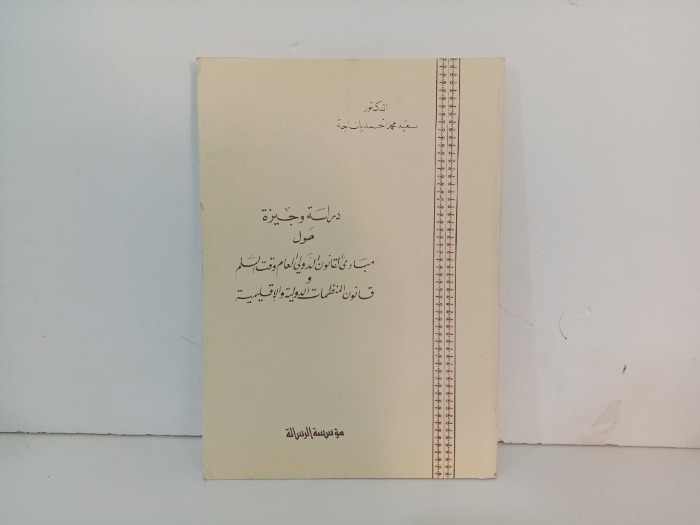 الدكتور
سعيد محمد أحمد باناجة
دراسة وجيزة
حول
مبادئ القانون الدولي العام وقت السلم
و
قانون المنظمات الدولية والإقليمية
مؤسسة الرسالة